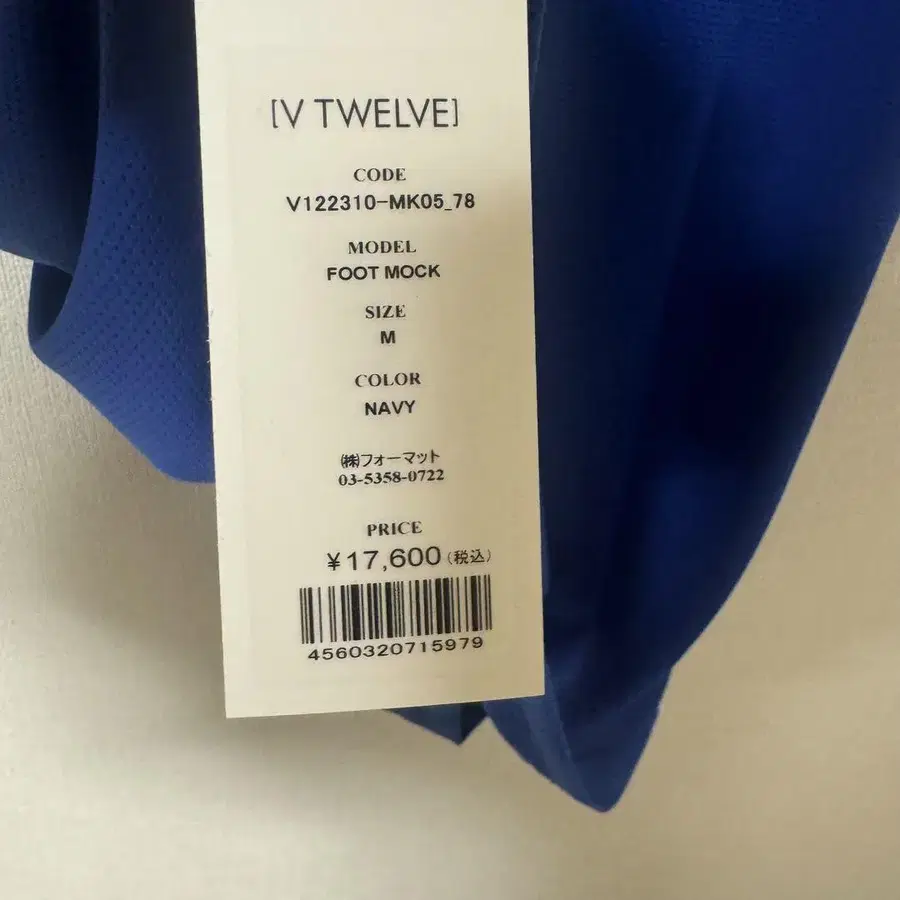 [V TWELVE]
CODE
V122310-MK05_78
MODEL
FOOT MOCK
SIZE
M
COLOR
NAVY
㈱フォーマット
03-5358-0722
PRICE
¥17,600(税込)
4560320715979